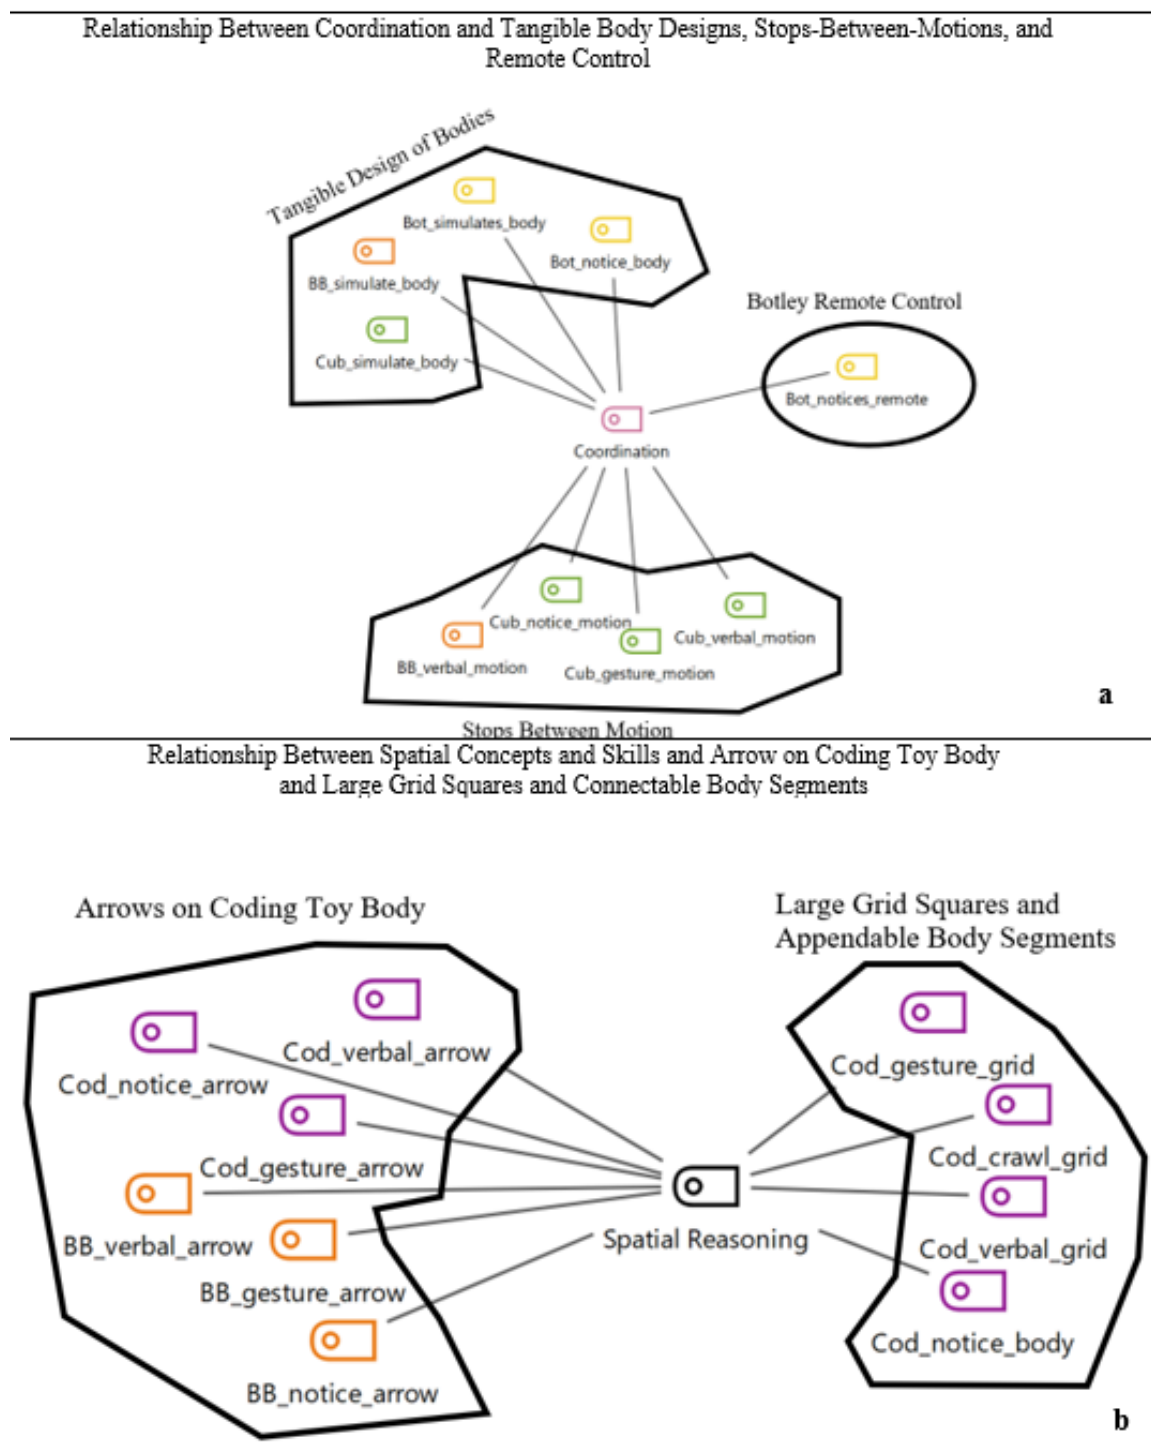 Relationship Between Coordination and Tangible Body Designs, Stops-Between-Motions, and
Remote Control
Tangible Design of Bodies
Bot_simulates_body
Bot_notice_body
BB_simulate_body
Cub_simulate_body
Botley Remote Control
Bot_notices_remote
Coordination
Cub_notice_motion
Cub_verbal_motion
BB_verbal_motion
Cub_gesture_motion
a
Stops Between Motion
Relationship Between Spatial Concepts and Skills and Arrow on Coding Toy Body
and Large Grid Squares and Connectable Body Segments
Arrows on Coding Toy Body
Large Grid Squares and
Appendable Body Segments
Cod_verbal_arrow
Cod_notice_arrow
Cod_gesture_arrow
BB_verbal_arrow
BB_gesture_arrow
BB_notice_arrow
Spatial Reasoning
Cod_gesture_grid
Cod_crawl_grid
Cod_verbal_grid
Cod_notice_body
b